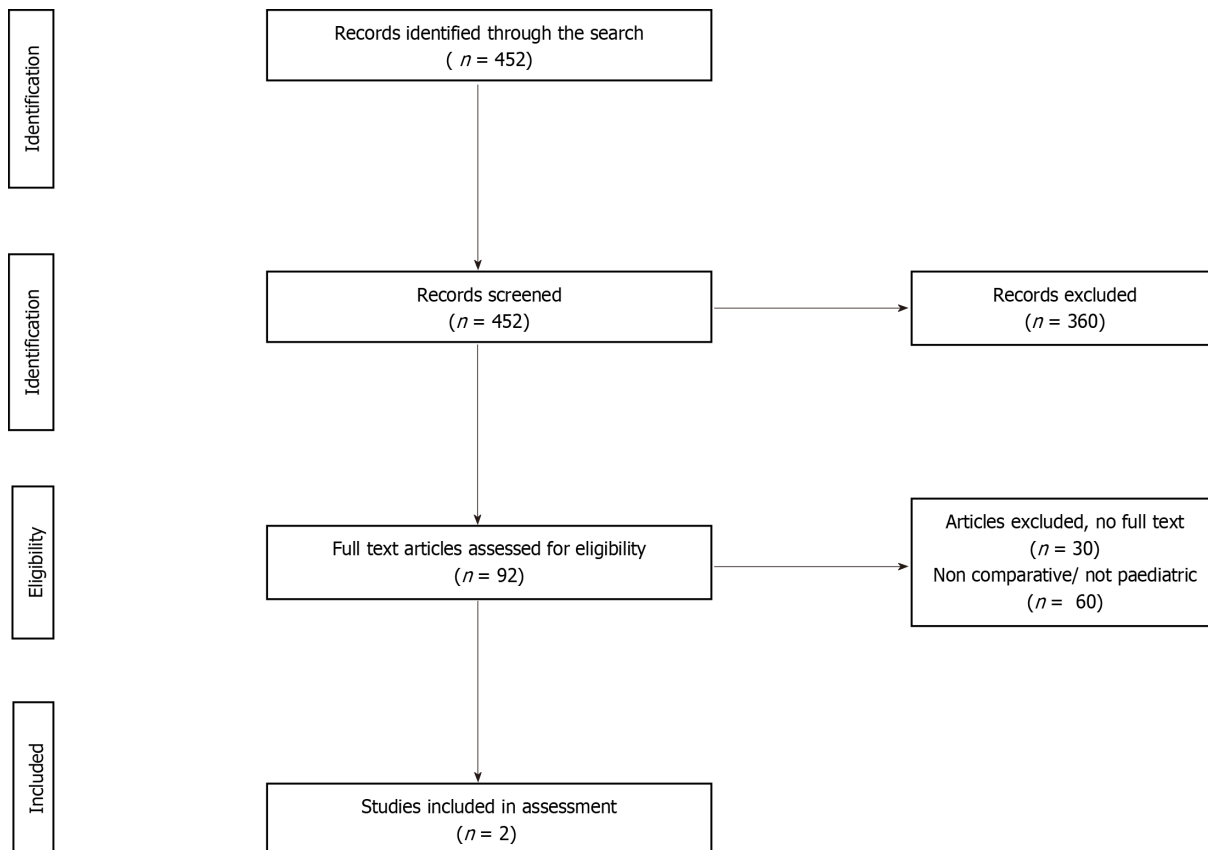 Identification
Records identified through the search
( n = 452)
Identification
Records screened
(n = 452)
Records excluded
(n = 360)
Eligibility
Full text articles assessed for eligibility
(n = 92)
Articles excluded, no full text
(n = 30)
Non comparative/ not paediatric
(n = 60)
Included
Studies included in assessment
(n = 2)